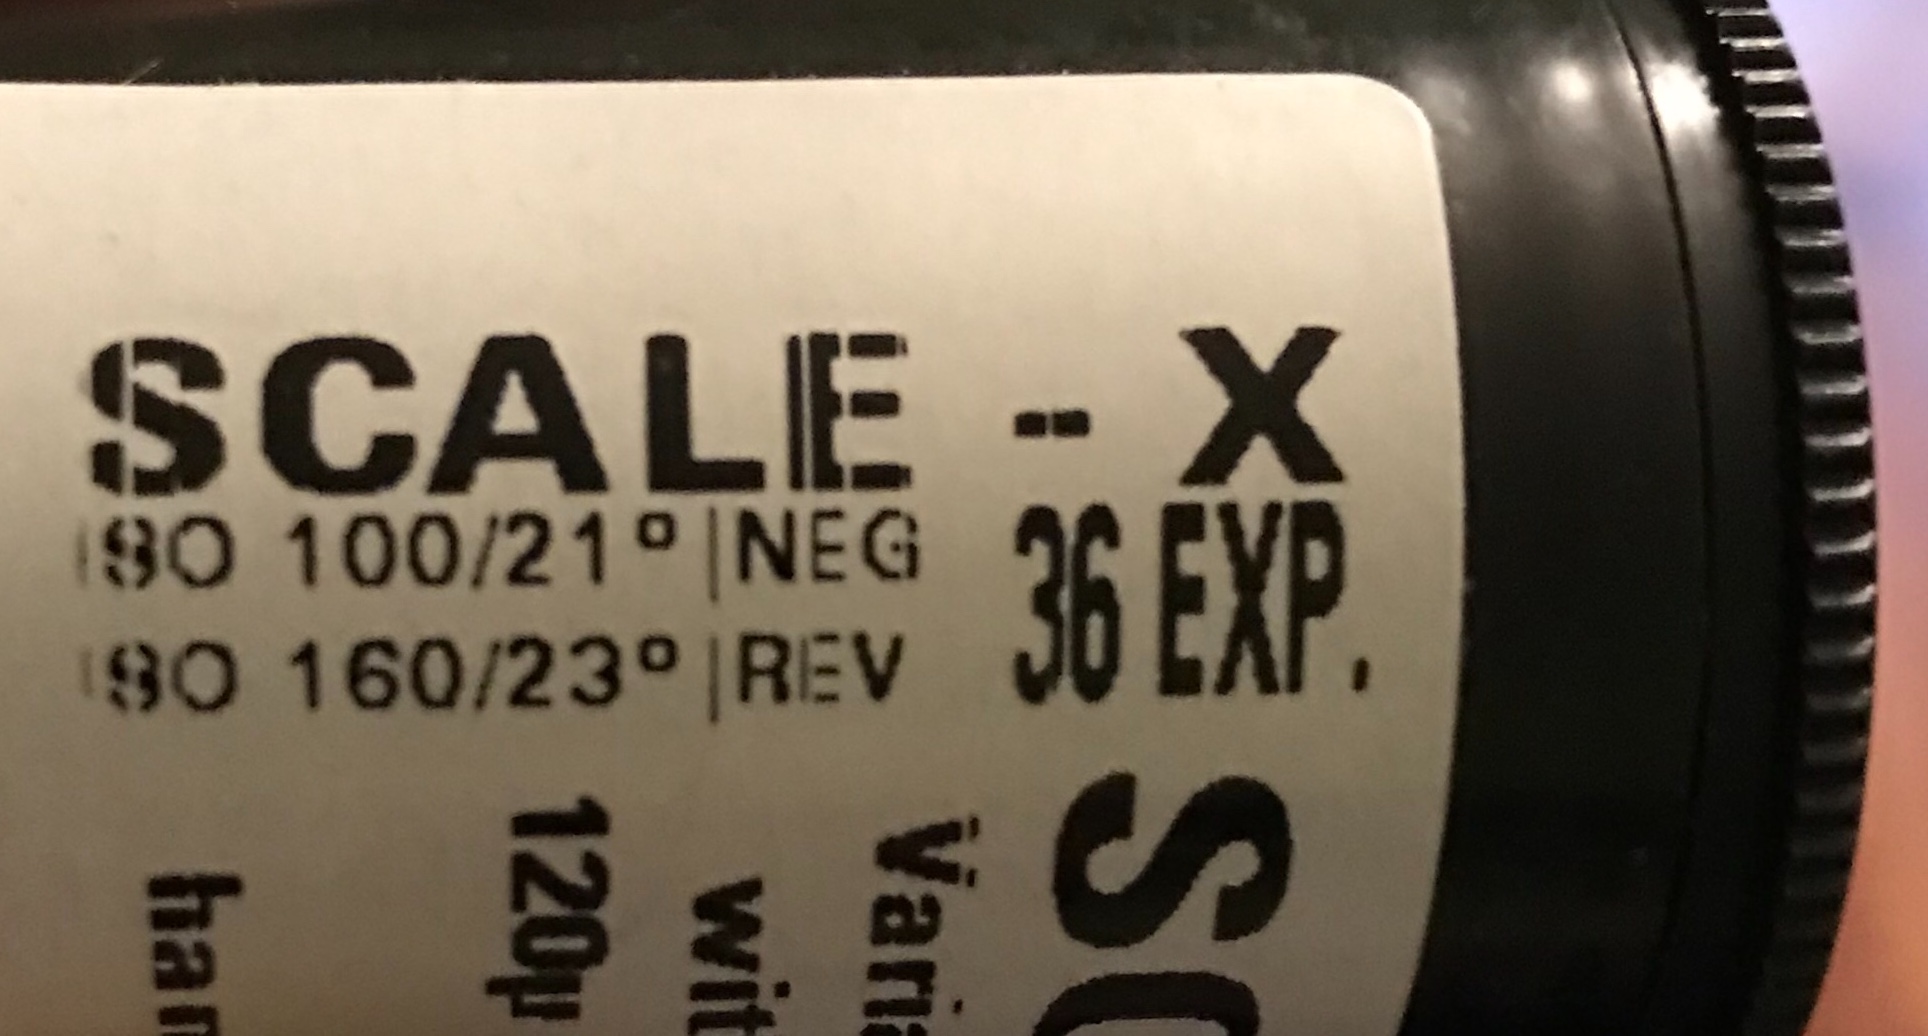 SCALE - X
ISO 100/21° | NEG
ISO 160/23° | REV
36 EXP.
120µ